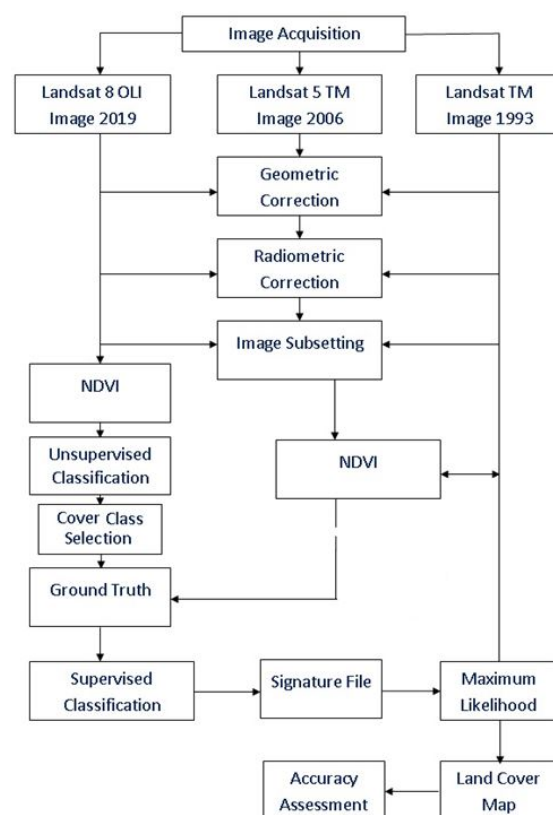 Image Acquisition
Landsat 8 OLI
Image 2019
Landsat 5 TM
Image 2006
Landsat TM
Image 1993
Geometric
Correction
Radiometric
Correction
Image Subsetting
NDVI
Unsupervised
Classification
NDVI
Cover Class
Selection
Ground Truth
Supervised
Classification
Signature File
Maximum
Likelihood
Accuracy
Assessment
Land Cover
Map